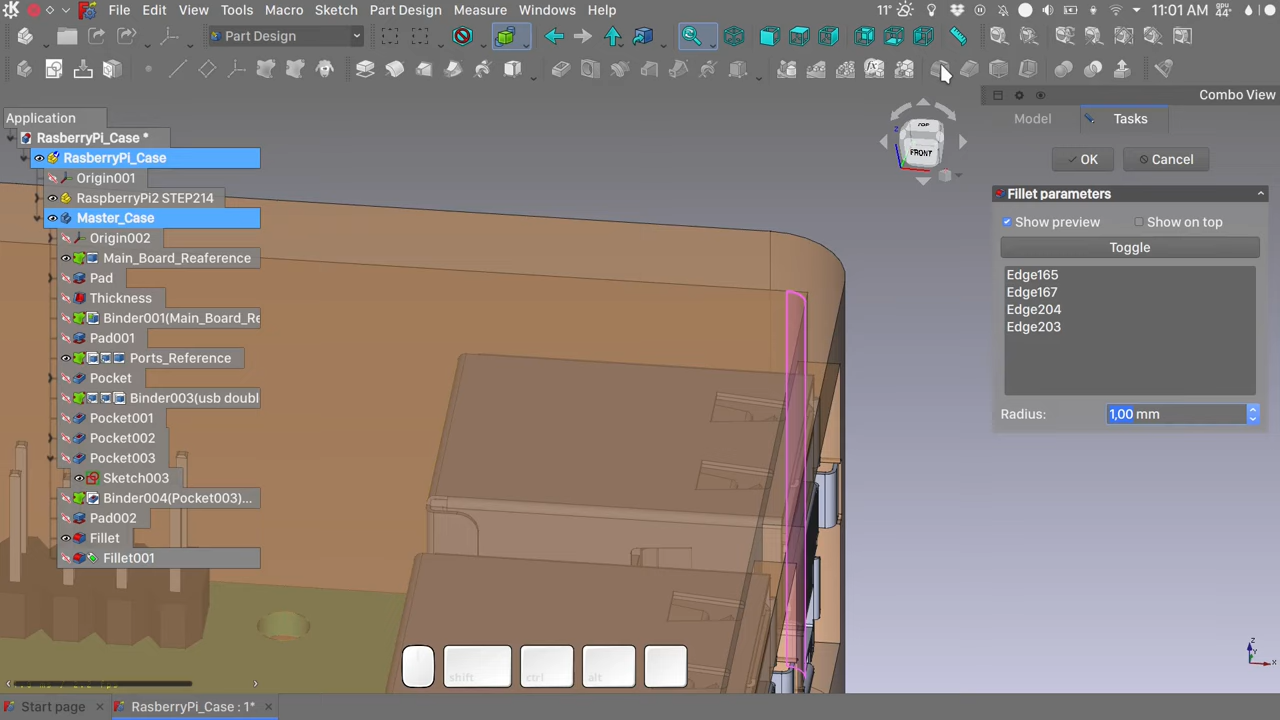 File Edit View Tools Macro Sketch Part Design Measure Windows Help
11° 11:01 AM
Part Design
Combo View
Application
Model Tasks
RasberryPi_Case *
RasberryPi_Case
Origin001
RaspberryPi2 STEP214
Master_Case
Origin002
Main_Board_Reaference
Pad
Thickness
Binder001(Main_Board_Re
Pad001
Ports_Reference
Pocket
Binder003(usb doubl
Pocket001
Pocket002
Pocket003
Sketch003
Binder004(Pocket003)...
Pad002
Fillet
Fillet001
TOP
FRONT
OK Cancel
Fillet parameters
Show preview Show on top
Toggle
Edge165
Edge167
Edge204
Edge203
Radius: 1,00 mm
shift ctrl alt
Start page RasberryPi_Case : 1*